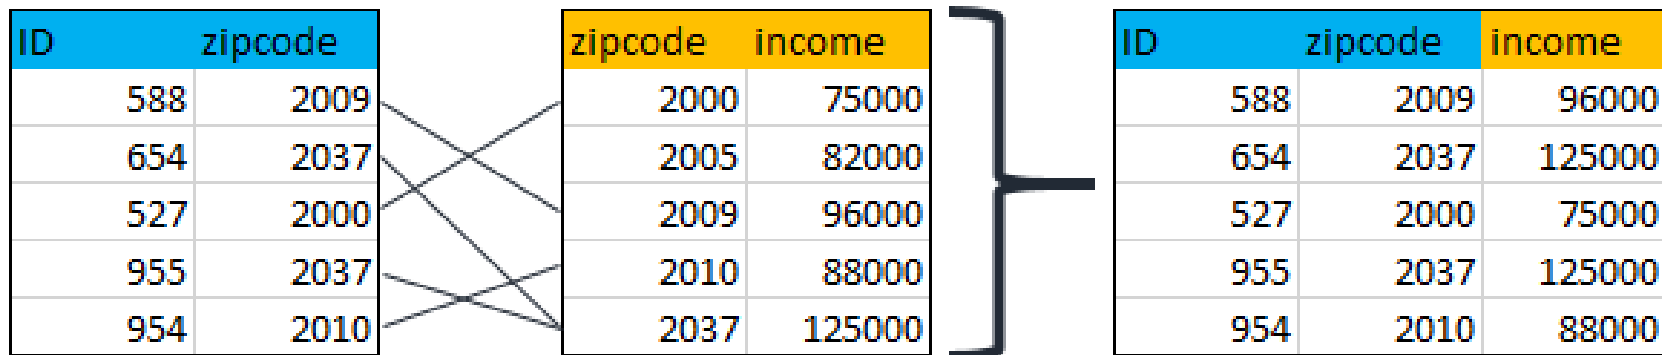 ID zipcode zipcode income ID zipcode income
588 2009 2000 75000 588 2009 96000
654 2037 2005 82000 654 2037 125000
527 2000 2009 96000 527 2000 75000
955 2037 2010 88000 955 2037 125000
954 2010 2037 125000 954 2010 88000